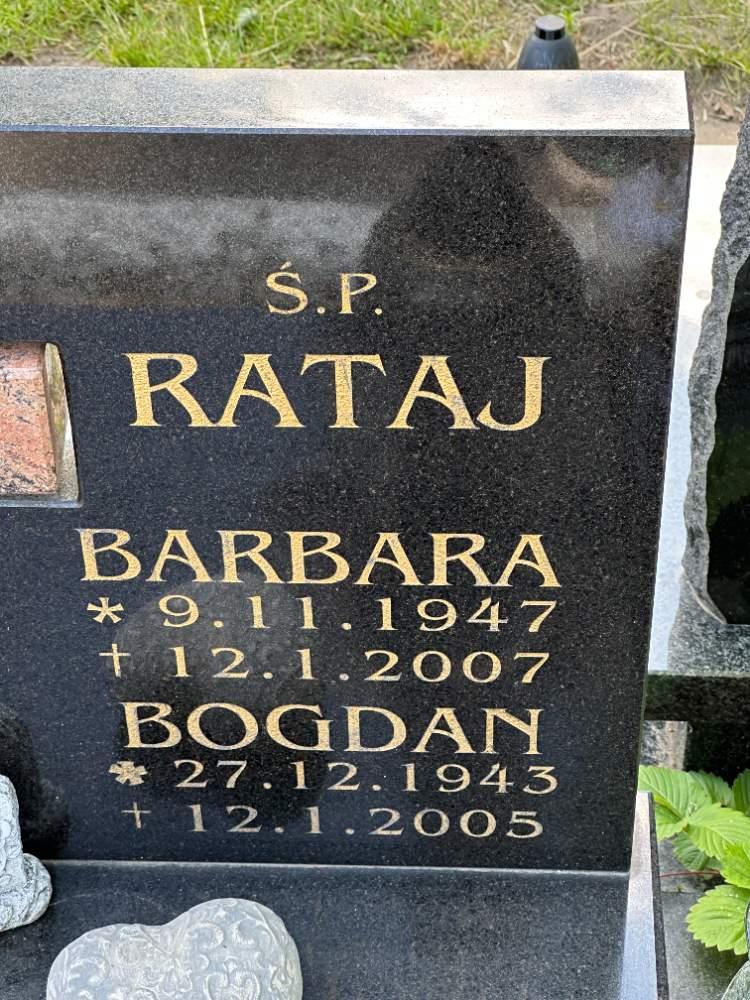 Ś.P.
RATAJ
BARBARA
* 9.11.1947
† 12.1.2007
BOGDAN
* 27.12.1943
† 12.1.2005